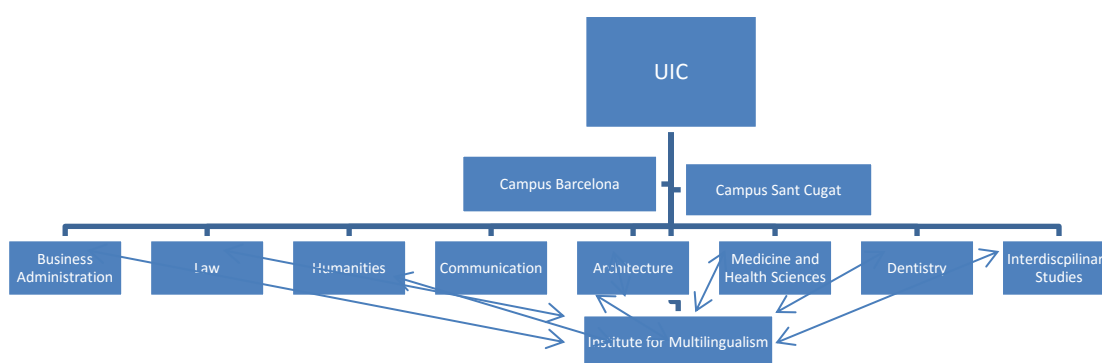 UIC
Campus Barcelona
Campus Sant Cugat
Business
Administration
Law
Humanities
Communication
Architecture
Medicine and
Health Sciences
Dentistry
Interdiscpilinar
Studies
Institute for Multilingualism